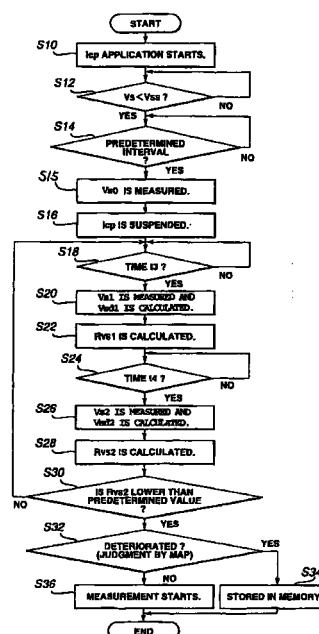 START
S10
Icp APPLICATION STARTS.
S12
Vs<Vss ?
YES
NO
S14
PREDETERMINED
INTERVAL
?
NO
YES
S15
Vs0 IS MEASURED.
S16
Icp IS SUSPENDED.
S18
TIME t3 ?
NO
YES
S20
Vs1 IS MEASURED AND
Vsd1 IS CALCULATED.
S22
Rvs1 IS CALCULATED.
S24
TIME t4 ?
NO
YES
S26
Vs2 IS MEASURED AND
Vsd2 IS CALCULATED.
S28
Rvs2 IS CALCULATED.
S30
IS Rvs2 LOWER THAN
PREDETERMINED VALUE
?
NO
YES
S32
DETERIORATED ?
(JUDGMENT BY MAP)
YES
NO
S34
S36
MEASUREMENT STARTS.
STORED IN MEMORY.
END